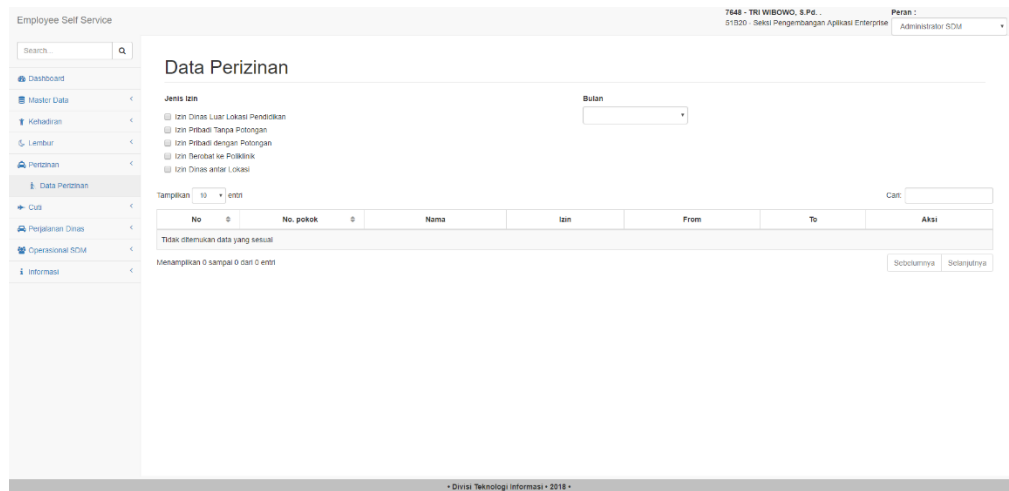 Employee Self Service
7648 - TRI WIBOWO, S.Pd. .
51B20 - Seksi Pengembangan Aplikasi Enterprise
Peran :
Administrator SDM
Search...
Dashboard
Master Data
Kehadiran
Lembur
Perizinan
Data Perizinan
Cuti
Perjalanan Dinas
Operasional SDM
Informasi
Data Perizinan
Jenis Izin
Izin Dinas Luar Lokasi Pendidikan
Izin Pribadi Tanpa Potongan
Izin Pribadi dengan Potongan
Izin Berobat ke Poliklinik
Izin Dinas antar Lokasi
Bulan
Tampilkan 10 entri
Cari:
No No. pokok Nama Izin From To Aksi
Tidak ditemukan data yang sesuai
Menampilkan 0 sampai 0 dari 0 entri
Sebelumnya Selanjutnya
• Divisi Teknologi Informasi • 2018 •